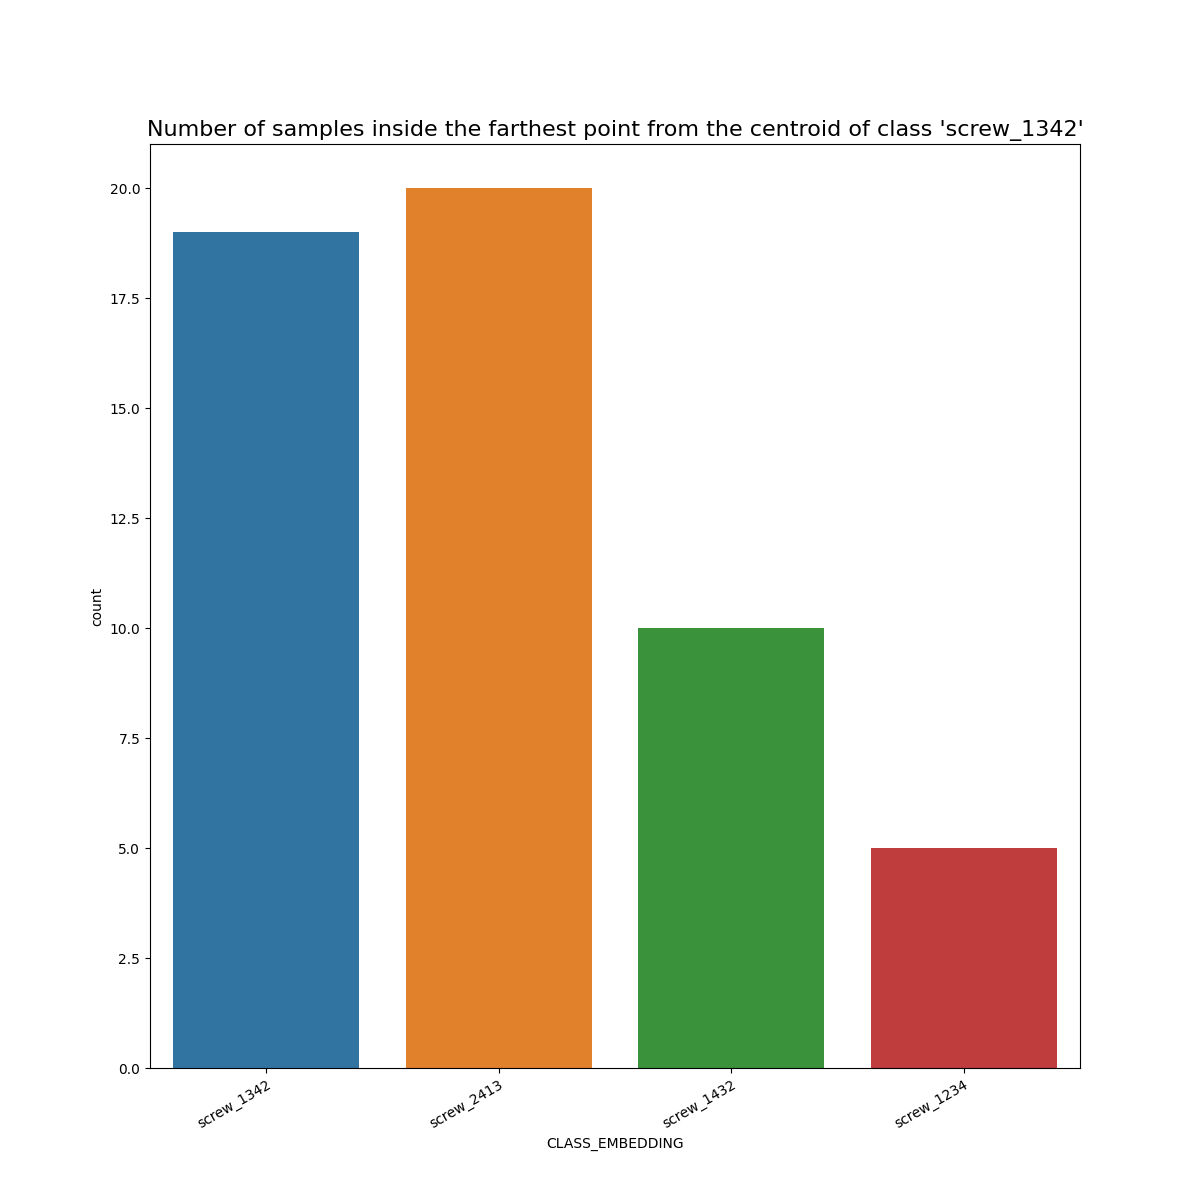 Number of samples inside the farthest point from the centroid of class 'screw_1342'
20.0
17.5
15.0
12.5
10.0
7.5
5.0
2.5
0.0
count
screw_1342
screw_2413
screw_1432
screw_1234
CLASS_EMBEDDING